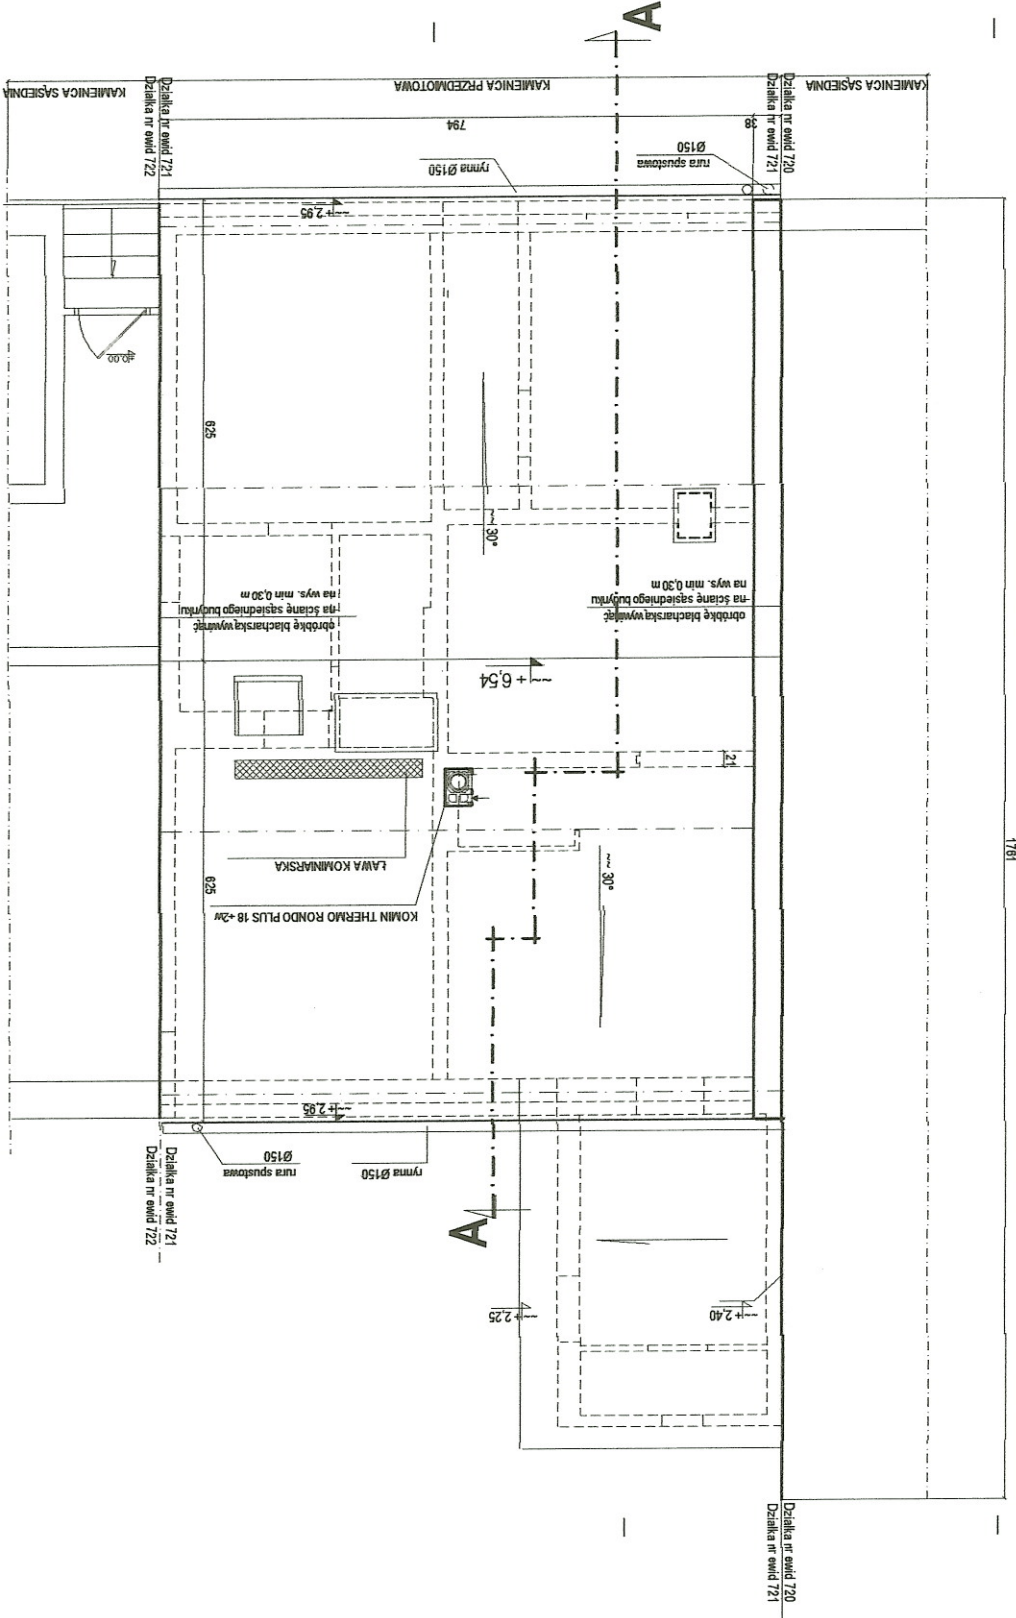 A
KAMIENICA SĄSIEDNIA
KAMIENICA PRZEDMIOTOWA
KAMIENICA SĄSIEDNIA
Działka nr ewid 722
Działka nr ewid 721
Działka nr ewid 721
Działka nr ewid 720
794
38
rynna Ø150
rura spustowa
Ø150
~~+ 2,95
±0,00
625
~~ 30°
obróbkę blacharską wywinąć
na ścianę sąsiedniego budynku
na wys. min 0,30 m
obróbkę blacharską wywinąć
na ścianę sąsiedniego budynku
na wys. min 0,30 m
~~+ 6,54
21
ŁAWA KOMINIARSKA
KOMIN THERMO RONDO PLUS 18 +2w
625
~~ 30°
1761
~~+ 2,95
rura spustowa
Ø150
rynna Ø150
Działka nr ewid 722
Działka nr ewid 721
A
~~+ 2,25
~~+ 2,40
Działka nr ewid 721
Działka nr ewid 720